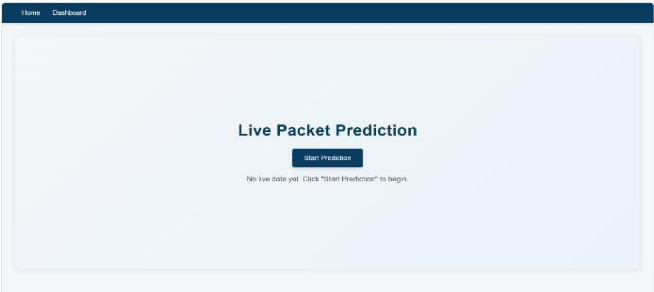 Home Dashboard
Live Packet Prediction
Start Prediction
No live data yet. Click "Start Prediction" to begin.